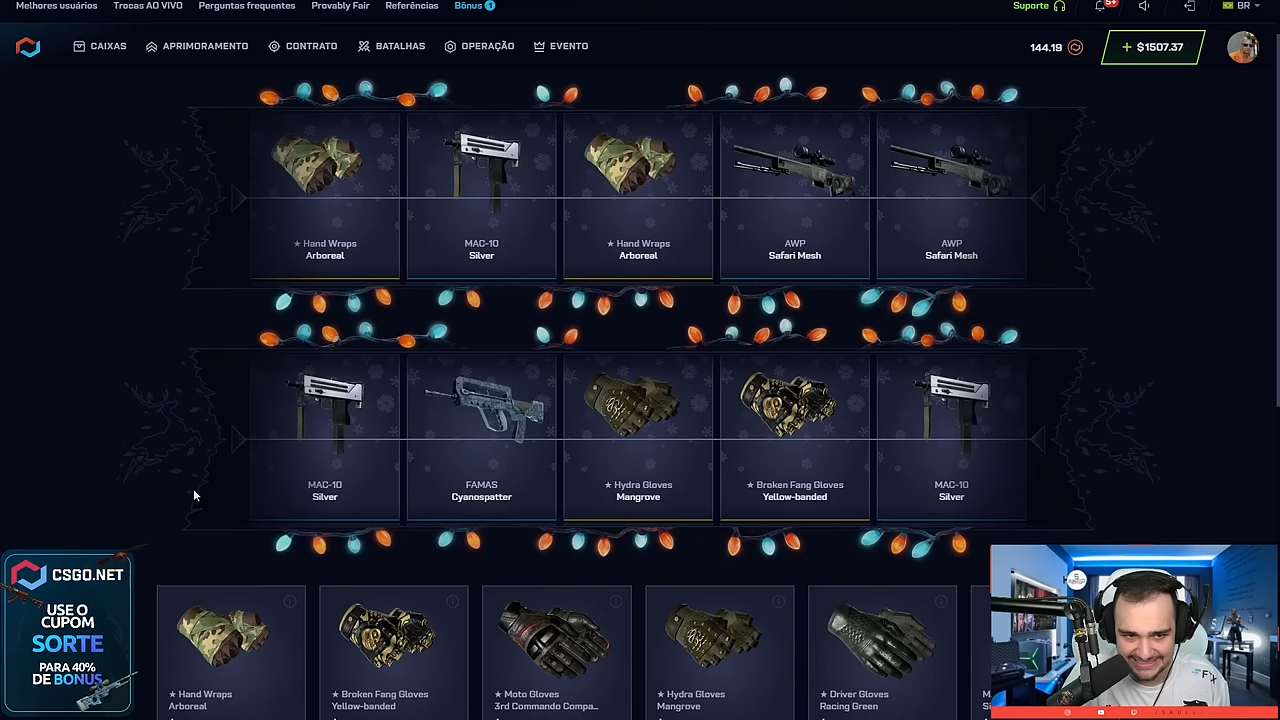 Melhores usuários Trocas AO VIVO Perguntas frequentes Provably Fair Referências Bônus 1 Suporte 5+ BR
CAIXAS APRIMORAMENTO CONTRATO BATALHAS OPERAÇÃO EVENTO 144.19 + $1507.37
★ Hand Wraps
Arboreal
MAC-10
Silver
★ Hand Wraps
Arboreal
AWP
Safari Mesh
AWP
Safari Mesh
MAC-10
Silver
FAMAS
Cyanospatter
★ Hydra Gloves
Mangrove
★ Broken Fang Gloves
Yellow-banded
MAC-10
Silver
CSGO.NET
USE O
CUPOM
SORTE
PARA 40%
DE BONUS
★ Hand Wraps
Arboreal
★ Broken Fang Gloves
Yellow-banded
★ Moto Gloves
3rd Commando Compa...
★ Hydra Gloves
Mangrove
★ Driver Gloves
Racing Green